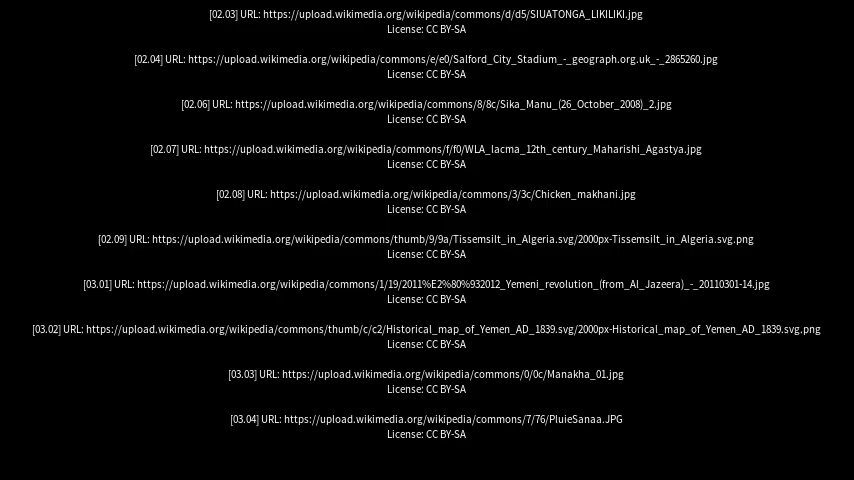 [02.03] URL: https://upload.wikimedia.org/wikipedia/commons/d/d5/SIUATONGA_LIKILIKI.jpg
License: CC BY-SA
[02.04] URL: https://upload.wikimedia.org/wikipedia/commons/e/e0/Salford_City_Stadium_-_geograph.org.uk_-_2865260.jpg
License: CC BY-SA
[02.06] URL: https://upload.wikimedia.org/wikipedia/commons/8/8c/Sika_Manu_(26_October_2008)_2.jpg
License: CC BY-SA
[02.07] URL: https://upload.wikimedia.org/wikipedia/commons/f/f0/WLA_lacma_12th_century_Maharishi_Agastya.jpg
License: CC BY-SA
[02.08] URL: https://upload.wikimedia.org/wikipedia/commons/3/3c/Chicken_makhani.jpg
License: CC BY-SA
[02.09] URL: https://upload.wikimedia.org/wikipedia/commons/thumb/9/9a/Tissemsilt_in_Algeria.svg/2000px-Tissemsilt_in_Algeria.svg.png
License: CC BY-SA
[03.01] URL: https://upload.wikimedia.org/wikipedia/commons/1/19/2011%E2%80%932012_Yemeni_revolution_(from_Al_Jazeera)_-_20110301-14.jpg
License: CC BY-SA
[03.02] URL: https://upload.wikimedia.org/wikipedia/commons/thumb/c/c2/Historical_map_of_Yemen_AD_1839.svg/2000px-Historical_map_of_Yemen_AD_1839.svg.png
License: CC BY-SA
[03.03] URL: https://upload.wikimedia.org/wikipedia/commons/0/0c/Manakha_01.jpg
License: CC BY-SA
[03.04] URL: https://upload.wikimedia.org/wikipedia/commons/7/76/PluieSanaa.JPG
License: CC BY-SA